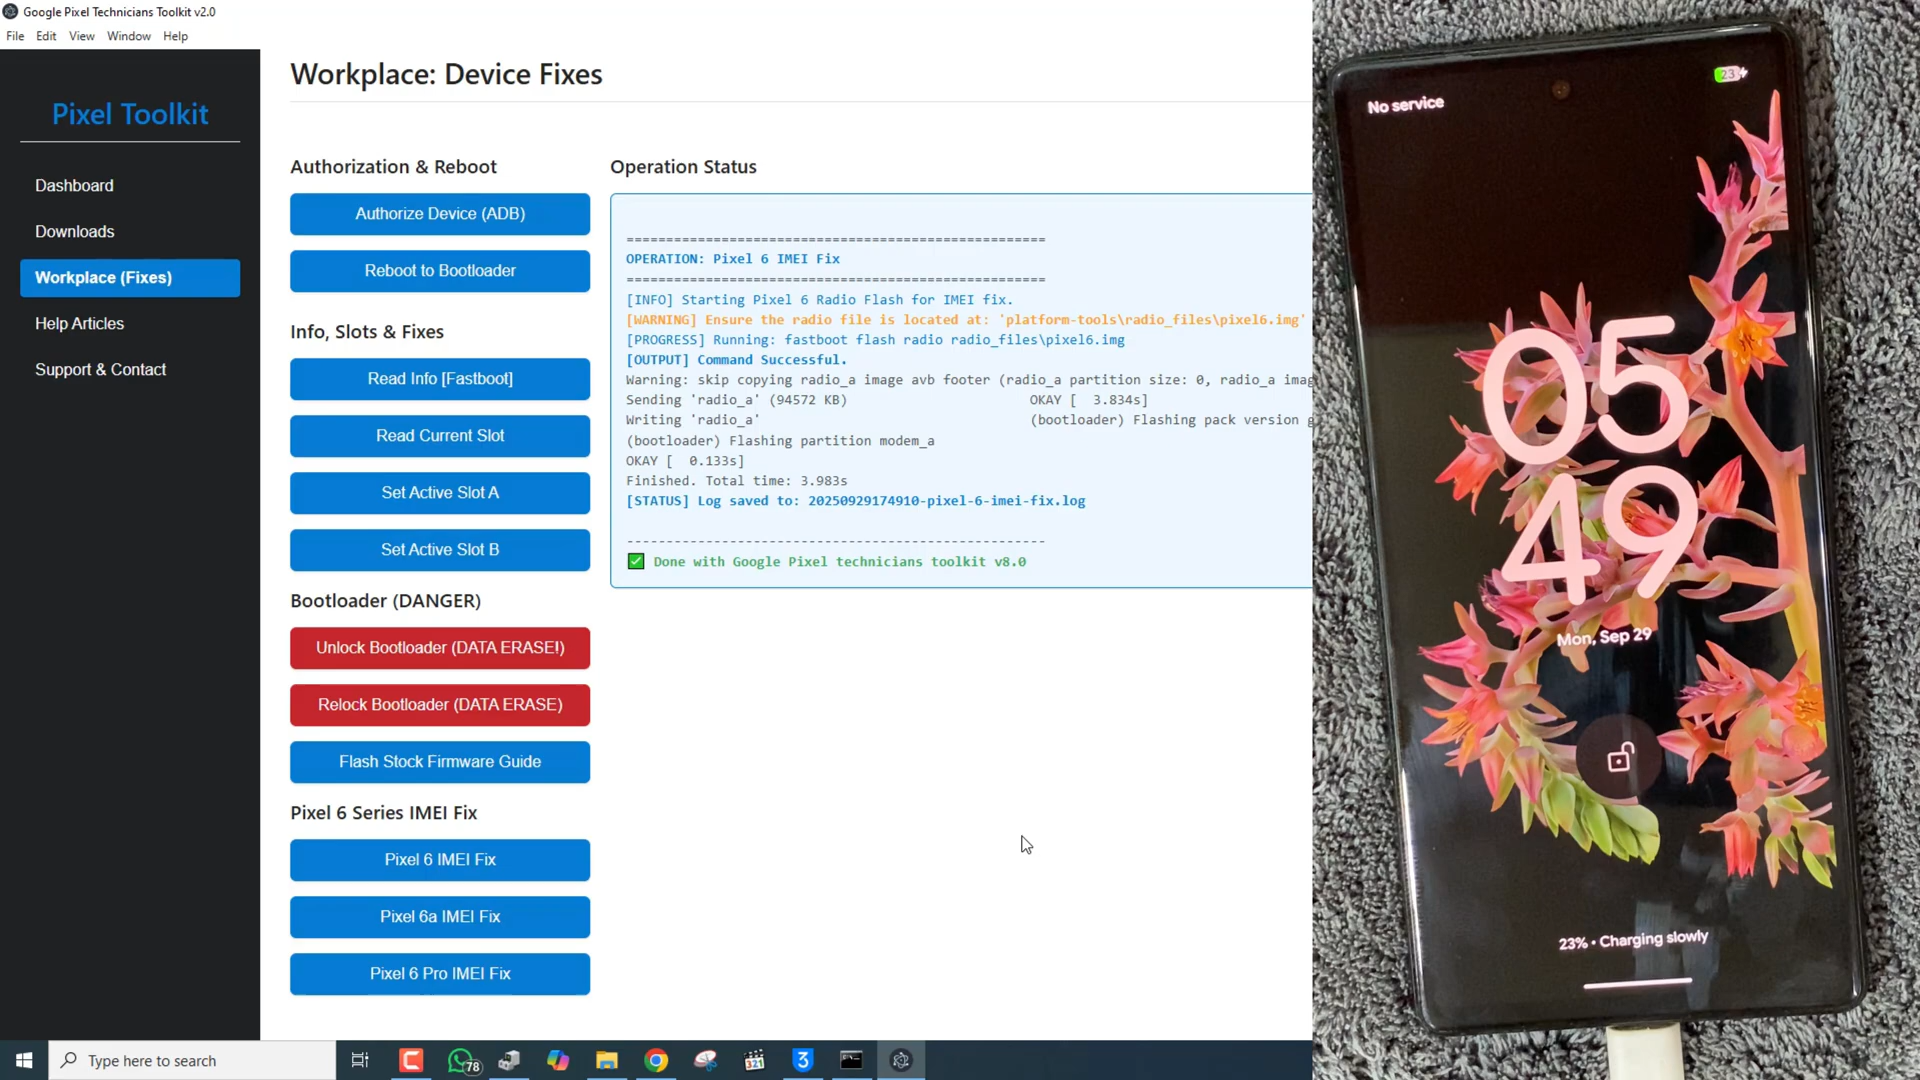 Google Pixel Technicians Toolkit v2.0
File Edit View Window Help
Pixel Toolkit
Dashboard
Downloads
Workplace (Fixes)
Help Articles
Support & Contact
Workplace: Device Fixes
Authorization & Reboot
Authorize Device (ADB)
Reboot to Bootloader
Info, Slots & Fixes
Read Info [Fastboot]
Read Current Slot
Set Active Slot A
Set Active Slot B
Bootloader (DANGER)
Unlock Bootloader (DATA ERASE!)
Relock Bootloader (DATA ERASE)
Flash Stock Firmware Guide
Pixel 6 Series IMEI Fix
Pixel 6 IMEI Fix
Pixel 6a IMEI Fix
Pixel 6 Pro IMEI Fix
Operation Status
=====================================================
OPERATION: Pixel 6 IMEI Fix
=====================================================
[INFO] Starting Pixel 6 Radio Flash for IMEI fix.
[WARNING] Ensure the radio file is located at: 'platform-tools\radio_files\pixel6.img'
[PROGRESS] Running: fastboot flash radio radio_files\pixel6.img
[OUTPUT] Command Successful.
Warning: skip copying radio_a image avb footer (radio_a partition size: 0, radio_a imag
Sending 'radio_a' (94572 KB) OKAY [ 3.834s]
Writing 'radio_a' (bootloader) Flashing pack version g
(bootloader) Flashing partition modem_a
OKAY [ 0.133s]
Finished. Total time: 3.983s
[STATUS] Log saved to: 20250929174910-pixel-6-imei-fix.log
-----------------------------------------------------
✅ Done with Google Pixel technicians toolkit v8.0
Type here to search
78
321
3
No service
23
05
49
Mon, Sep 29
23% • Charging slowly